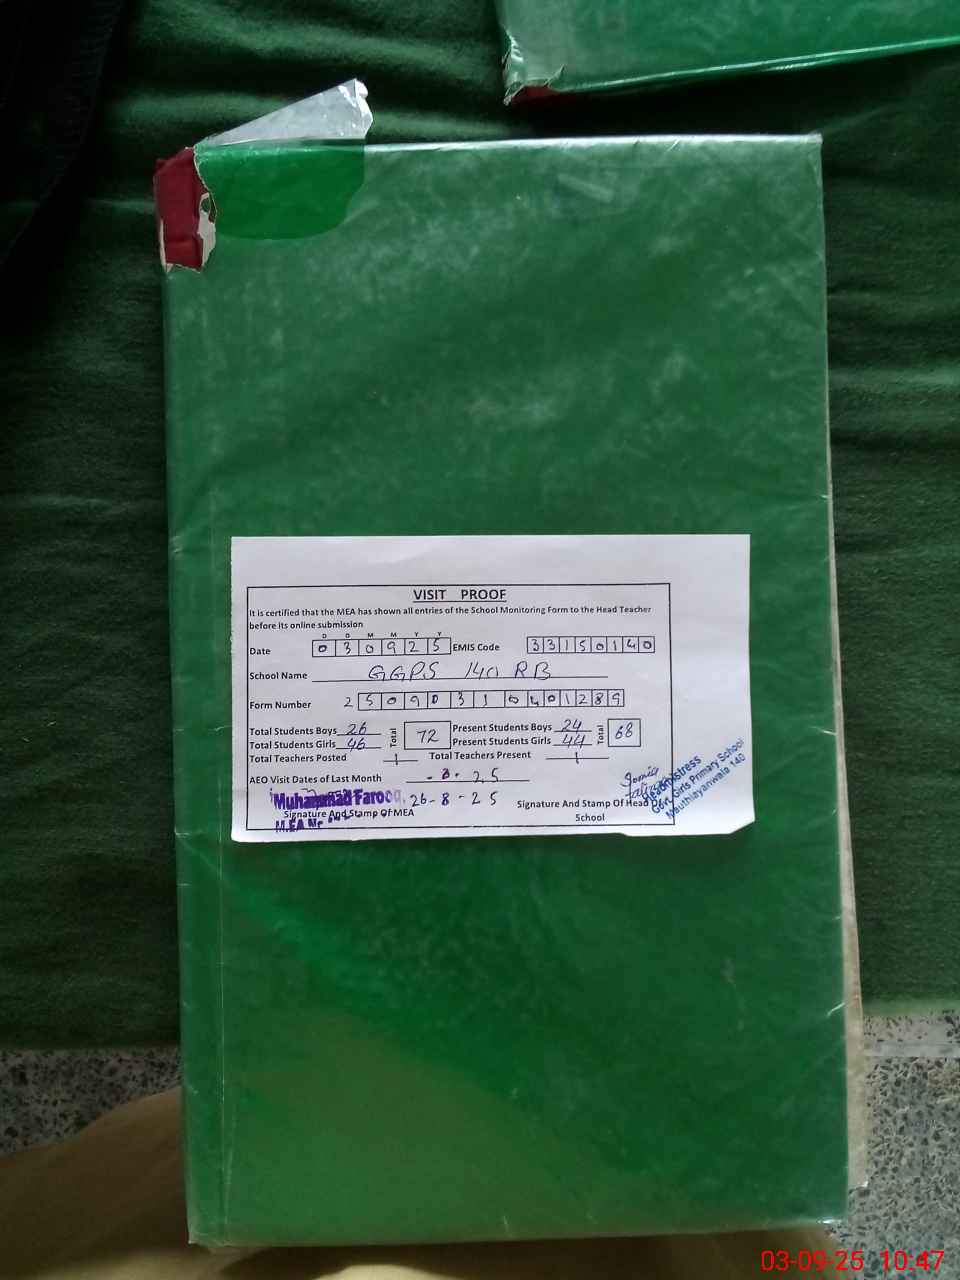 VISIT PROOF
It is certified that the MEA has shown all entries of the School Monitoring Form to the Head Teacher
before its online submission
D D M M Y Y
Date 0 3 0 9 2 5 EMIS Code 3 3 1 5 0 1 4 0
School Name GGPS 140 RB
Form Number 2 5 0 9 0 3 1 0 4 0 1 2 8 9
Total Students Boys 26 Total 72 Present Students Boys 24 Total 68
Total Students Girls 46 Present Students Girls 44
Total Teachers Posted 1 Total Teachers Present 1
AEO Visit Dates of Last Month - 8 - 25
26-8-25
Muhammad Farooq,
Signature And Stamp Of MEA
M.EA
Signature And Stamp Of Head
School
Sonia
Headmistress
Govt. Girls Primary School
140
03-09-25 10:47